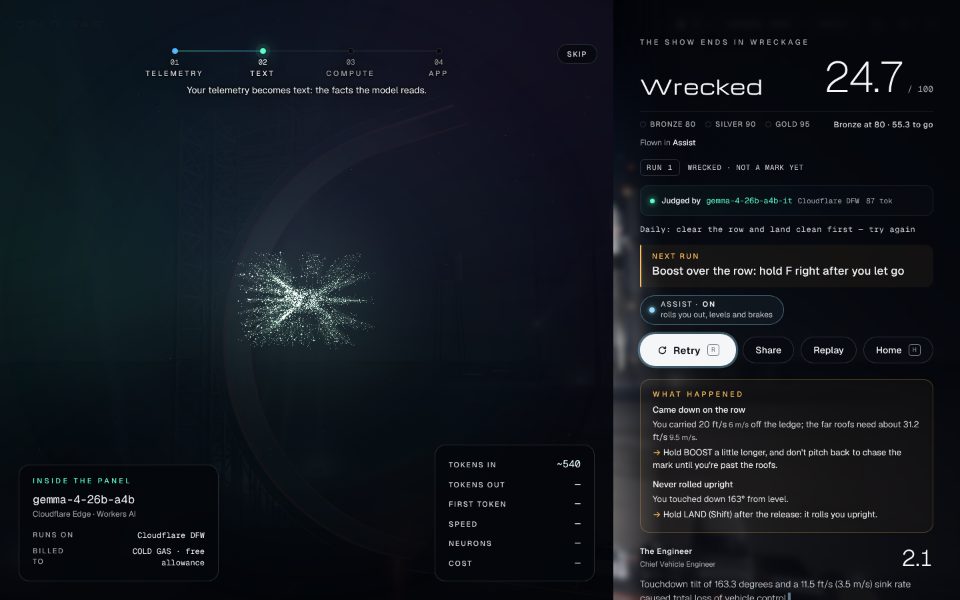 01 02 03 04
TELEMETRY TEXT COMPUTE APP
Your telemetry becomes text: the facts the model reads.
SKIP
INSIDE THE PANEL
gemma-4-26b-a4b
Cloudflare Edge · Workers AI
RUNS ON Cloudflare DFW
BILLED TO COLD GAS · free allowance
TOKENS IN ~540
TOKENS OUT —
FIRST TOKEN —
SPEED —
NEURONS —
COST —
THE SHOW ENDS IN WRECKAGE
Wrecked 24.7 / 100
BRONZE 80 SILVER 90 GOLD 95 Bronze at 80 · 55.3 to go
Flown in Assist
RUN 1 WRECKED · NOT A MARK YET
Judged by gemma-4-26b-a4b-it Cloudflare DFW 87 tok
Daily: clear the row and land clean first — try again
NEXT RUN
Boost over the row: hold F right after you let go
ASSIST · ON
rolls you out, levels and brakes
Retry R Share Replay Home H
WHAT HAPPENED
Came down on the row
You carried 20 ft/s 6 m/s off the ledge; the far roofs need about 31.2
ft/s 9.5 m/s.
→ Hold BOOST a little longer, and don't pitch back to chase the
mark until you're past the roofs.
Never rolled upright
You touched down 163° from level.
→ Hold LAND (Shift) after the release: it rolls you upright.
The Engineer 2.1
Chief Vehicle Engineer
Touchdown tilt of 163.3 degrees and a 11.5 ft/s (3.5 m/s) sink rate
caused total loss of vehicle control